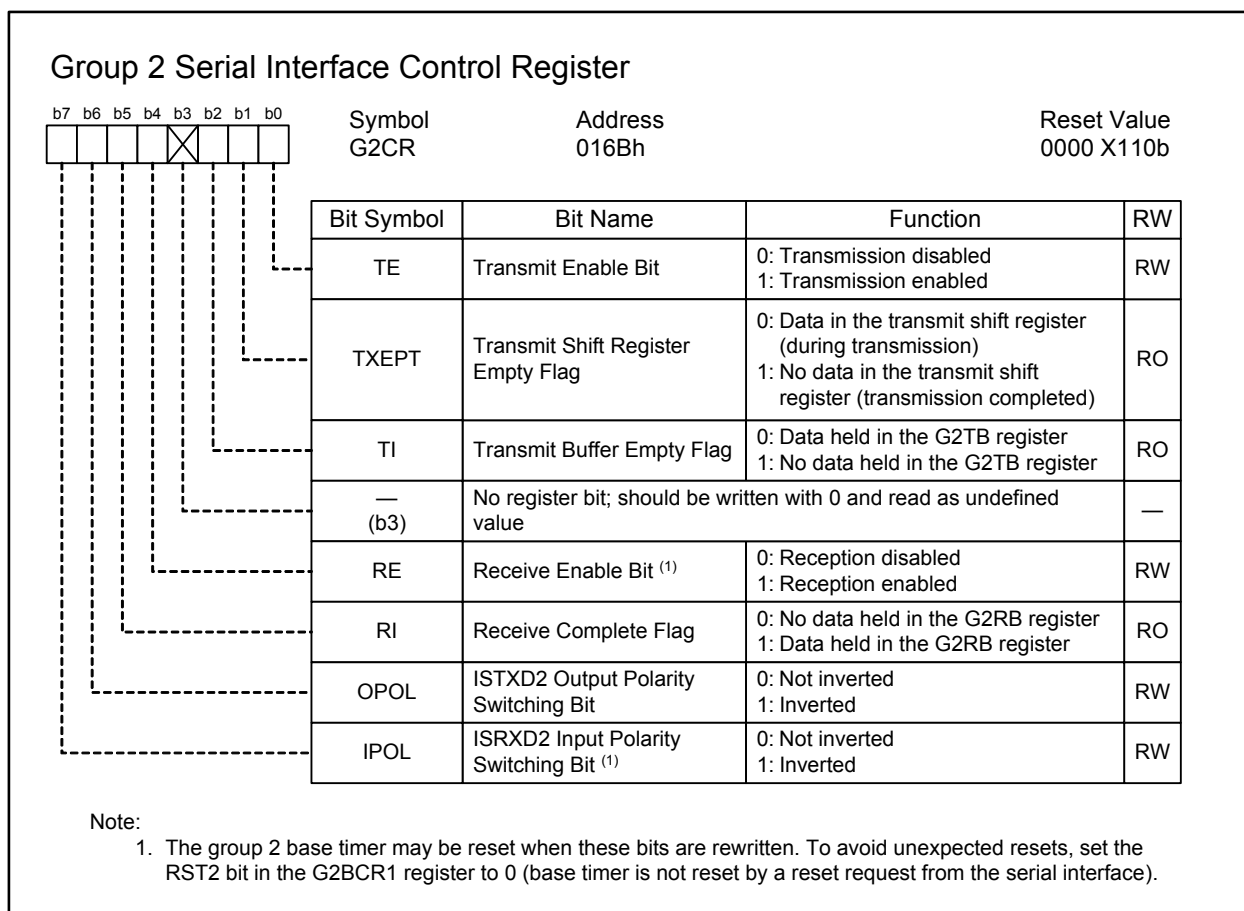 Group 2 Serial Interface Control Register
b7 b6 b5 b4 b3 b2 b1 b0
Symbol Address Reset Value
G2CR 016Bh 0000 X110b
Bit Symbol Bit Name Function RW
TE Transmit Enable Bit 0: Transmission disabled RW
1: Transmission enabled
TXEPT Transmit Shift Register
Empty Flag 0: Data in the transmit shift register
(during transmission)
1: No data in the transmit shift
register (transmission completed) RO
TI Transmit Buffer Empty Flag 0: Data held in the G2TB register
1: No data held in the G2TB register RO
—
(b3) No register bit; should be written with 0 and read as undefined
value —
RE Receive Enable Bit (1) 0: Reception disabled
1: Reception enabled RW
RI Receive Complete Flag 0: No data held in the G2RB register
1: Data held in the G2RB register RO
OPOL ISTXD2 Output Polarity
Switching Bit 0: Not inverted
1: Inverted RW
IPOL ISRXD2 Input Polarity
Switching Bit (1) 0: Not inverted
1: Inverted RW
Note:
1. The group 2 base timer may be reset when these bits are rewritten. To avoid unexpected resets, set the
RST2 bit in the G2BCR1 register to 0 (base timer is not reset by a reset request from the serial interface).